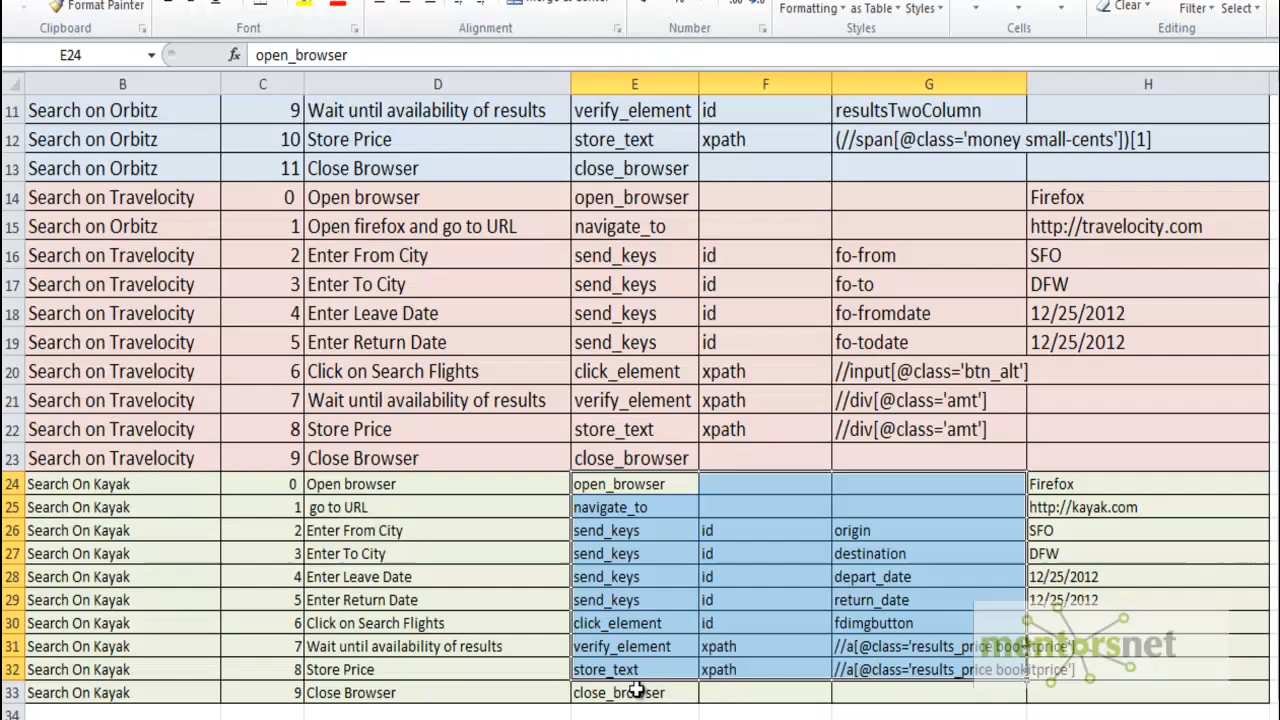 Format Painter
Merge & Center
Formatting as Table Styles
Clear
Filter Select
Clipboard Font Alignment Number Styles Cells Editing
E24 fx open_browser
B C D E F G H
11 Search on Orbitz 9 Wait until availability of results verify_element id resultsTwoColumn
12 Search on Orbitz 10 Store Price store_text xpath (//span[@class='money small-cents'])[1]
13 Search on Orbitz 11 Close Browser close_browser
14 Search on Travelocity 0 Open browser open_browser Firefox
15 Search on Orbitz 1 Open firefox and go to URL navigate_to http://travelocity.com
16 Search on Travelocity 2 Enter From City send_keys id fo-from SFO
17 Search on Travelocity 3 Enter To City send_keys id fo-to DFW
18 Search on Travelocity 4 Enter Leave Date send_keys id fo-fromdate 12/25/2012
19 Search on Travelocity 5 Enter Return Date send_keys id fo-todate 12/25/2012
20 Search on Travelocity 6 Click on Search Flights click_element xpath //input[@class='btn_alt']
21 Search on Travelocity 7 Wait until availability of results verify_element xpath //div[@class='amt']
22 Search on Travelocity 8 Store Price store_text xpath //div[@class='amt']
23 Search on Travelocity 9 Close Browser close_browser
24 Search On Kayak 0 Open browser open_browser Firefox
25 Search On Kayak 1 go to URL navigate_to http://kayak.com
26 Search On Kayak 2 Enter From City send_keys id origin SFO
27 Search On Kayak 3 Enter To City send_keys id destination DFW
28 Search On Kayak 4 Enter Leave Date send_keys id depart_date 12/25/2012
29 Search On Kayak 5 Enter Return Date send_keys id return_date 12/25/2012
30 Search On Kayak 6 Click on Search Flights click_element id fdimgbutton
31 Search On Kayak 7 Wait until availability of results verify_element xpath //a[@class='results_price bookitprice']
mentorsnet
32 Search On Kayak 8 Store Price store_text xpath //a[@class='results_price bookitprice']
33 Search On Kayak 9 Close Browser close_browser
34